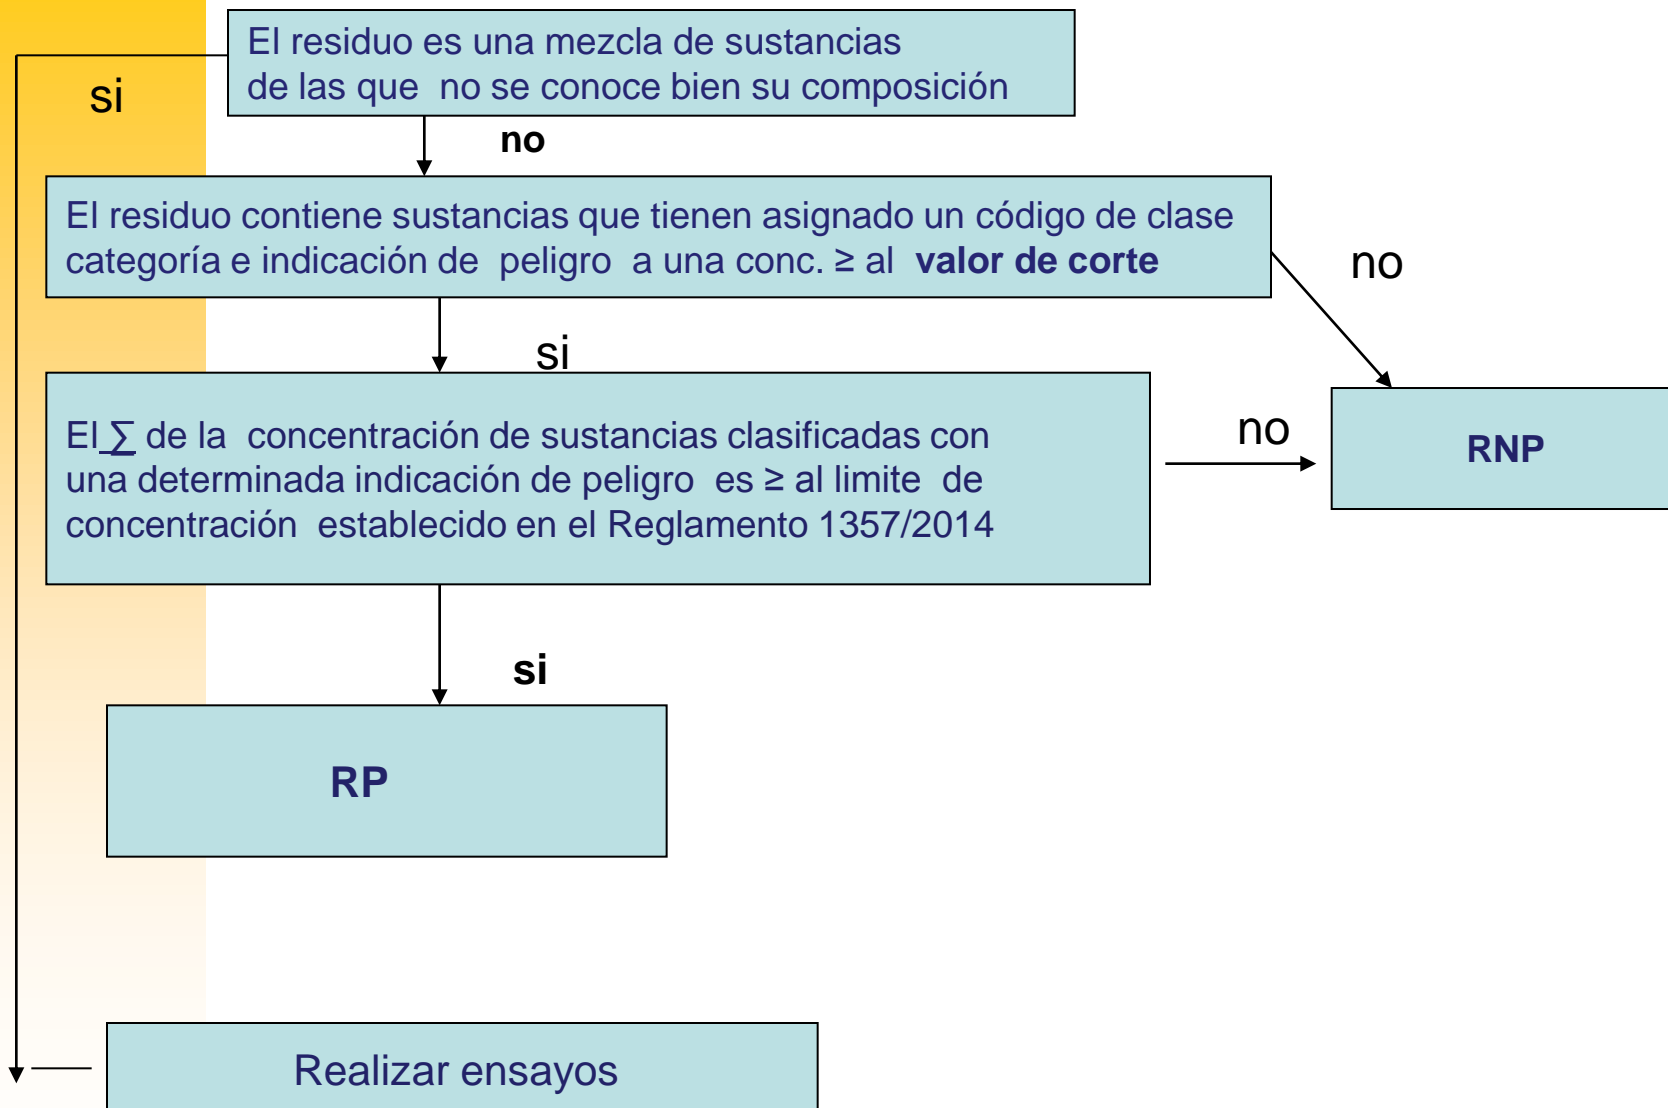 El residuo es una mezcla de sustancias
de las que no se conoce bien su composición
si
no
El residuo contiene sustancias que tienen asignado un código de clase
categoría e indicación de peligro a una conc. ≥ al valor de corte
no
si
El ∑ de la concentración de sustancias clasificadas con
una determinada indicación de peligro es ≥ al limite de
concentración establecido en el Reglamento 1357/2014
no
RNP
si
RP
Realizar ensayos